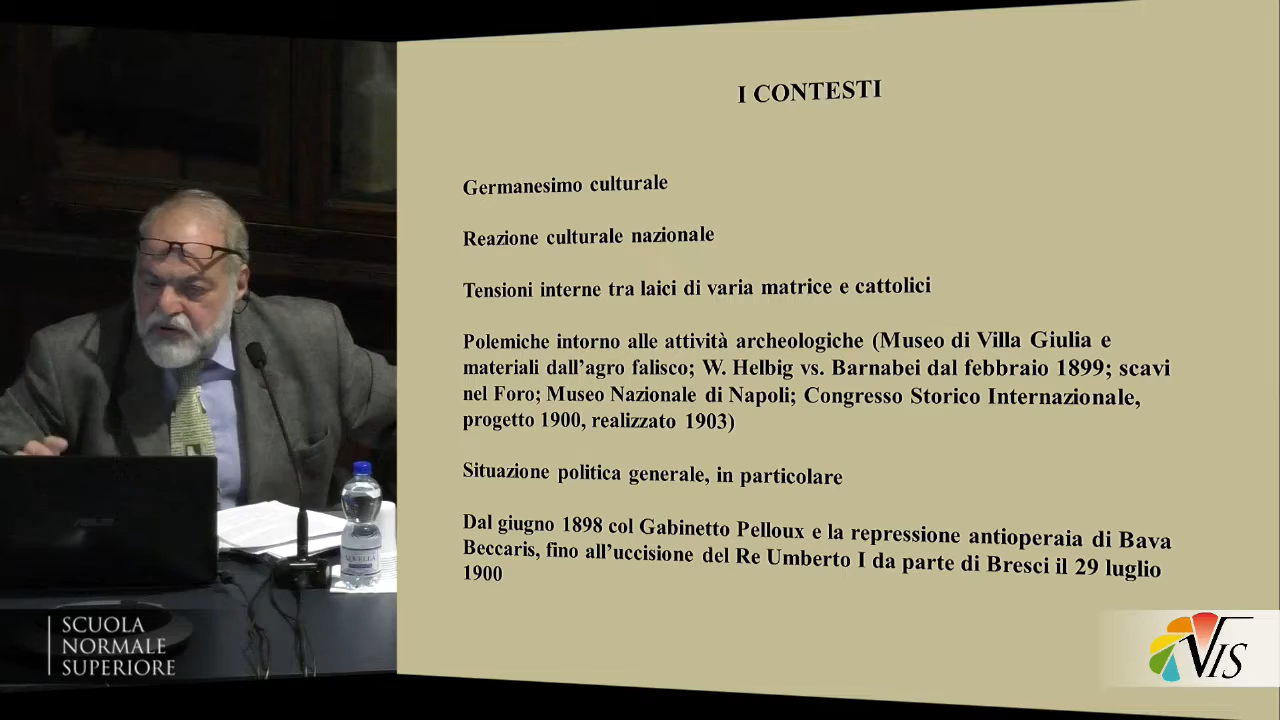 I CONTESTI
Germanesimo culturale
Reazione culturale nazionale
Tensioni interne tra laici di varia matrice e cattolici
Polemiche intorno alle attività archeologiche (Museo di Villa Giulia e
materiali dall’agro falisco; W. Helbig vs. Barnabei dal febbraio 1899; scavi
nel Foro; Museo Nazionale di Napoli; Congresso Storico Internazionale,
progetto 1900, realizzato 1903)
Situazione politica generale, in particolare
Dal giugno 1898 col Gabinetto Pelloux e la repressione antioperaia di Bava
Beccaris, fino all’uccisione del Re Umberto I da parte di Bresci il 29 luglio
1900
SCUOLA
NORMALE
SUPERIORE
VIS